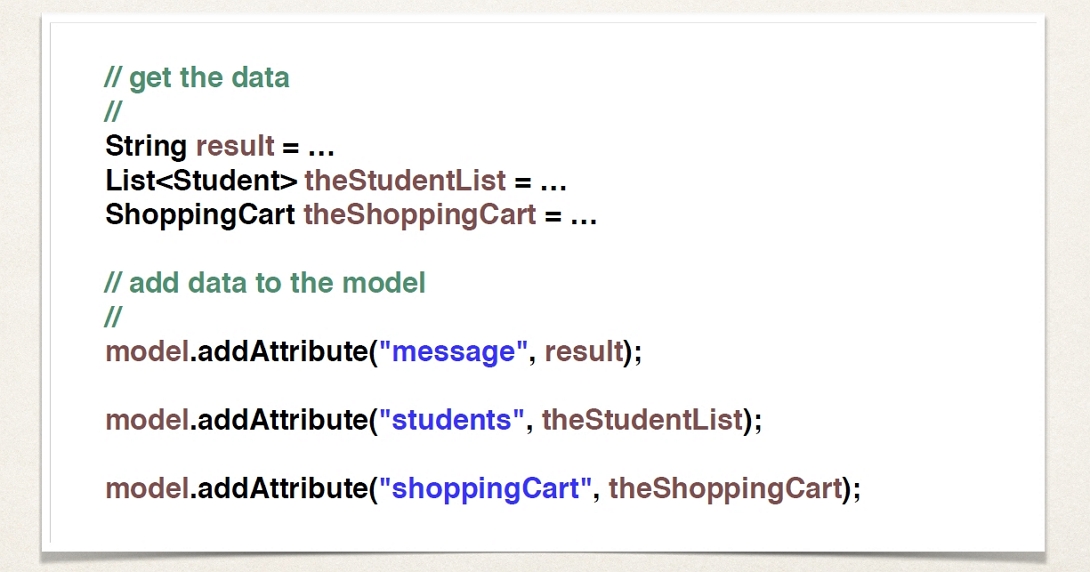 // get the data
//
String result = …
List<Student> theStudentList = …
ShoppingCart theShoppingCart = …
// add data to the model
//
model.addAttribute("message", result);
model.addAttribute("students", theStudentList);
model.addAttribute("shoppingCart", theShoppingCart);